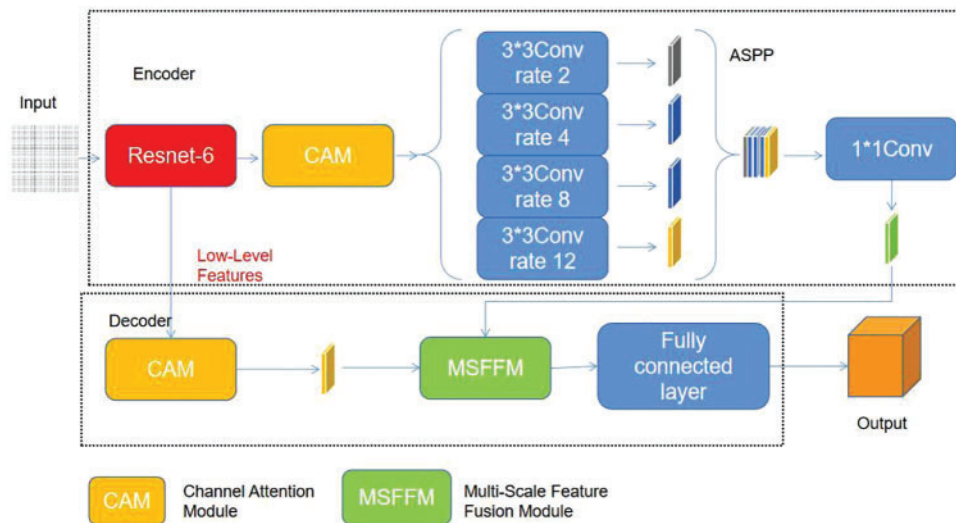 Encoder
Input
Resnet-6
CAM
3*3Conv
rate 2
3*3Conv
rate 4
3*3Conv
rate 8
3*3Conv
rate 12
ASPP
1*1Conv
Low-Level
Features
Decoder
CAM
MSFFM
Fully
connected
layer
Output
CAM
Channel Attention
Module
MSFFM
Multi-Scale Feature
Fusion Module